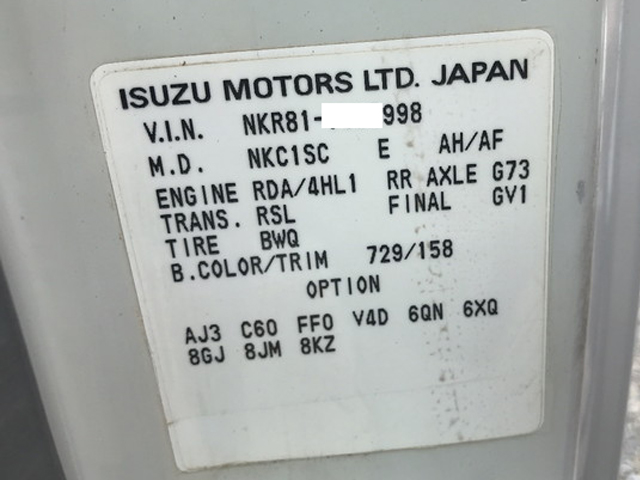 ISUZU MOTORS LTD. JAPAN
V.I.N. NKR81- 998
M.D. NKC1SC E AH/AF
ENGINE RDA/4HL1 RR AXLE G73
TRANS. RSL FINAL GV1
TIRE BWQ
B.COLOR/TRIM 729/158
OPTION
AJ3 C60 FF0 V4D 6QN 6XQ
8GJ 8JM 8KZ